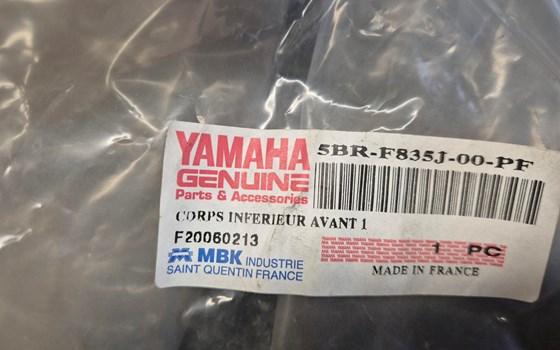 YAMAHA
GENUINE
Parts & Accessories
5BR-F835J-00-PF
CORPS INFERIEUR AVANT 1
F20060213
1 PC
MBK INDUSTRIE
SAINT QUENTIN FRANCE
MADE IN FRANCE